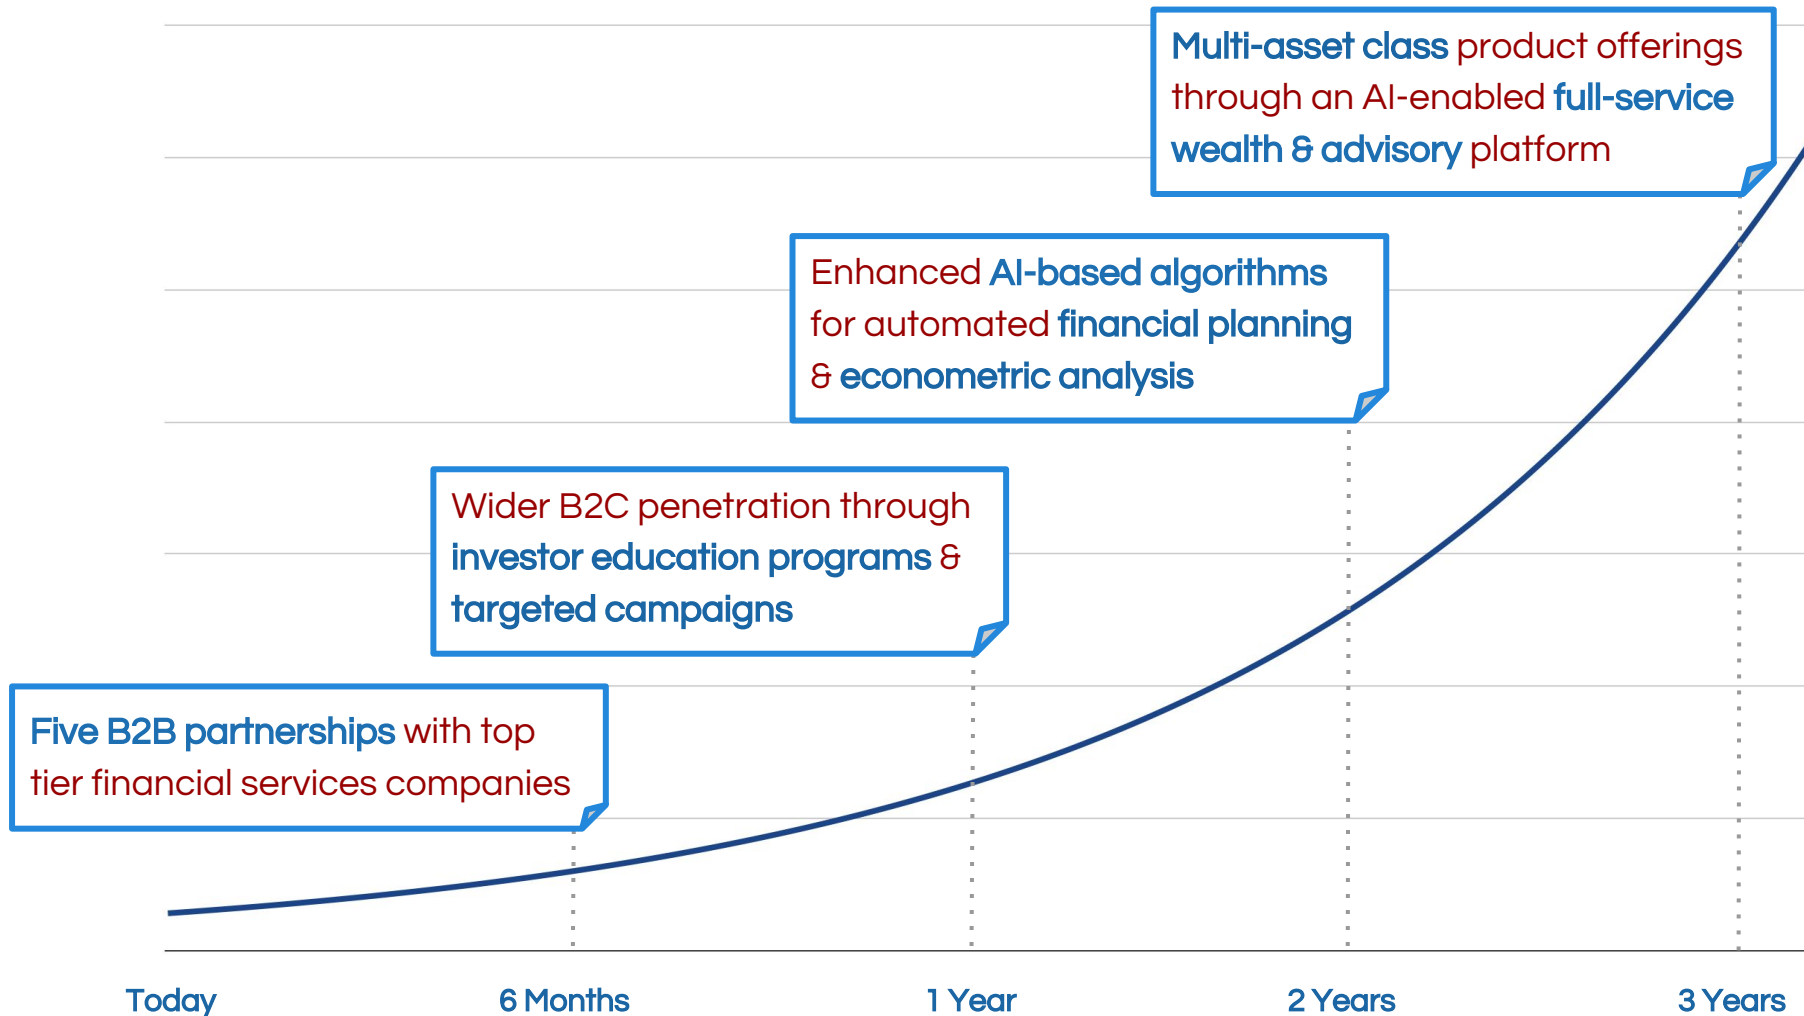 Multi-asset class product offerings
through an AI-enabled full-service
wealth & advisory platform
Enhanced AI-based algorithms
for automated financial planning
& econometric analysis
Wider B2C penetration through
investor education programs &
targeted campaigns
Five B2B partnerships with top
tier financial services companies
Today 6 Months 1 Year 2 Years 3 Years